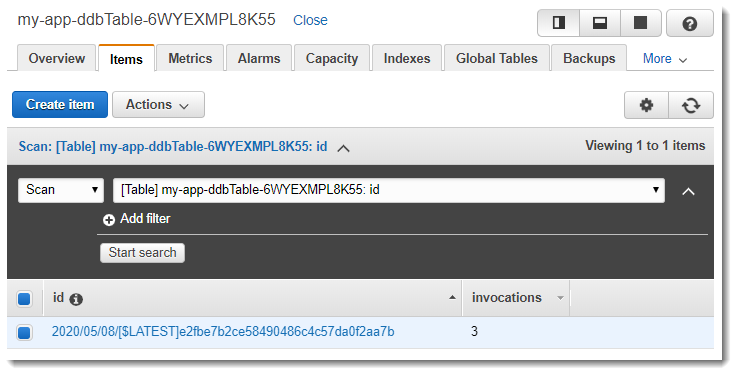 my-app-ddbTable-6WYEXMPL8K55 Close
Overview Items Metrics Alarms Capacity Indexes Global Tables Backups More
Create item Actions
Scan: [Table] my-app-ddbTable-6WYEXMPL8K55: id Viewing 1 to 1 items
Scan [Table] my-app-ddbTable-6WYEXMPL8K55: id
Add filter
Start search
id invocations
2020/05/08/[$LATEST]e2fbe7b2ce58490486c4c57da0f2aa7b 3